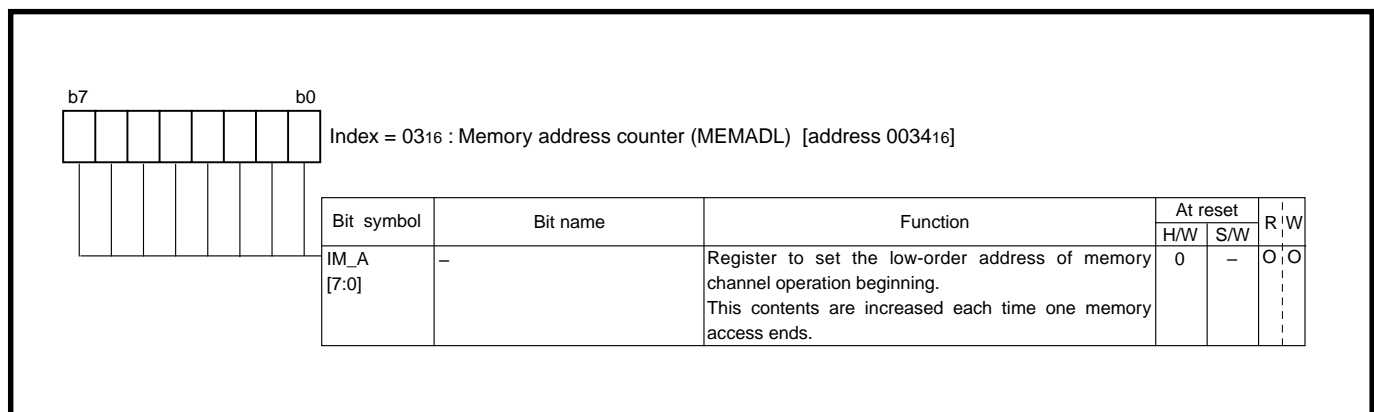 b7 b0
Index = 0316 : Memory address counter (MEMADL) [address 003416]
Bit symbol Bit name Function At reset R W
H/W S/W
IM_A – Register to set the low-order address of memory 0 – O O
[7:0] channel operation beginning.
This contents are increased each time one memory
access ends.